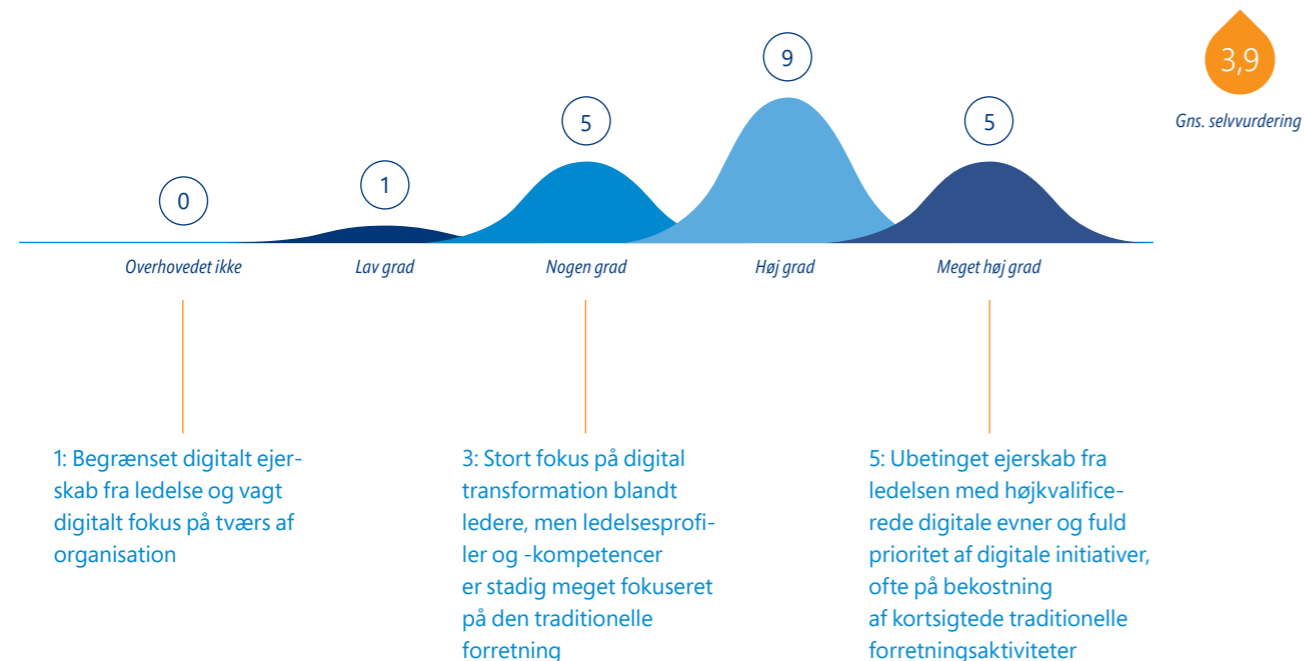 9
3,9
5
5
Gns. selvvurdering
1
0
Overhovedet ikke
Lav grad
Nogen grad
Høj grad
Meget høj grad
1: Begrænset digitalt ejer-
skab fra ledelse og vagt
digitalt fokus på tværs af
organisation
3: Stort fokus på digital
transformation blandt
ledere, men ledelsesprofi-
ler og -kompetencer
er stadig meget fokuseret
på den traditionelle
forretning
5: Ubetinget ejerskab fra
ledelsen med højkvalifice-
rede digitale evner og fuld
prioritet af digitale initiativer,
ofte på bekostning
af kortsigtede traditionelle
forretningsaktiviteter